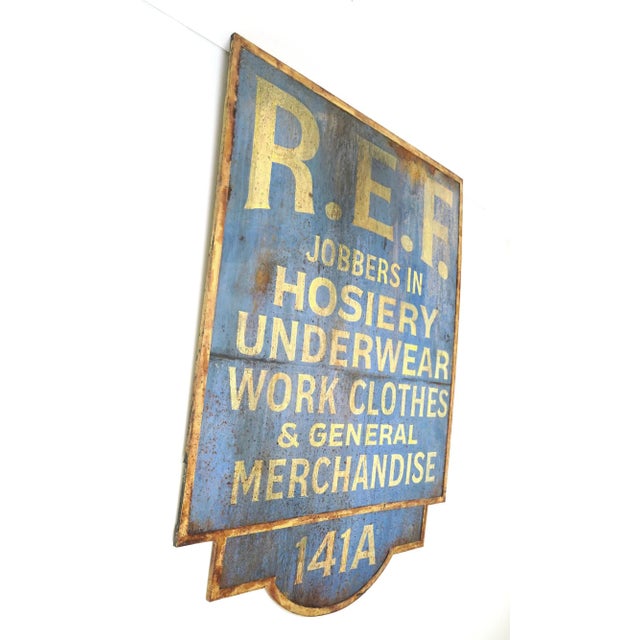 R.E.F.
JOBBERS IN
HOSIERY
UNDERWEAR
WORK CLOTHES
& GENERAL
MERCHANDISE
141A